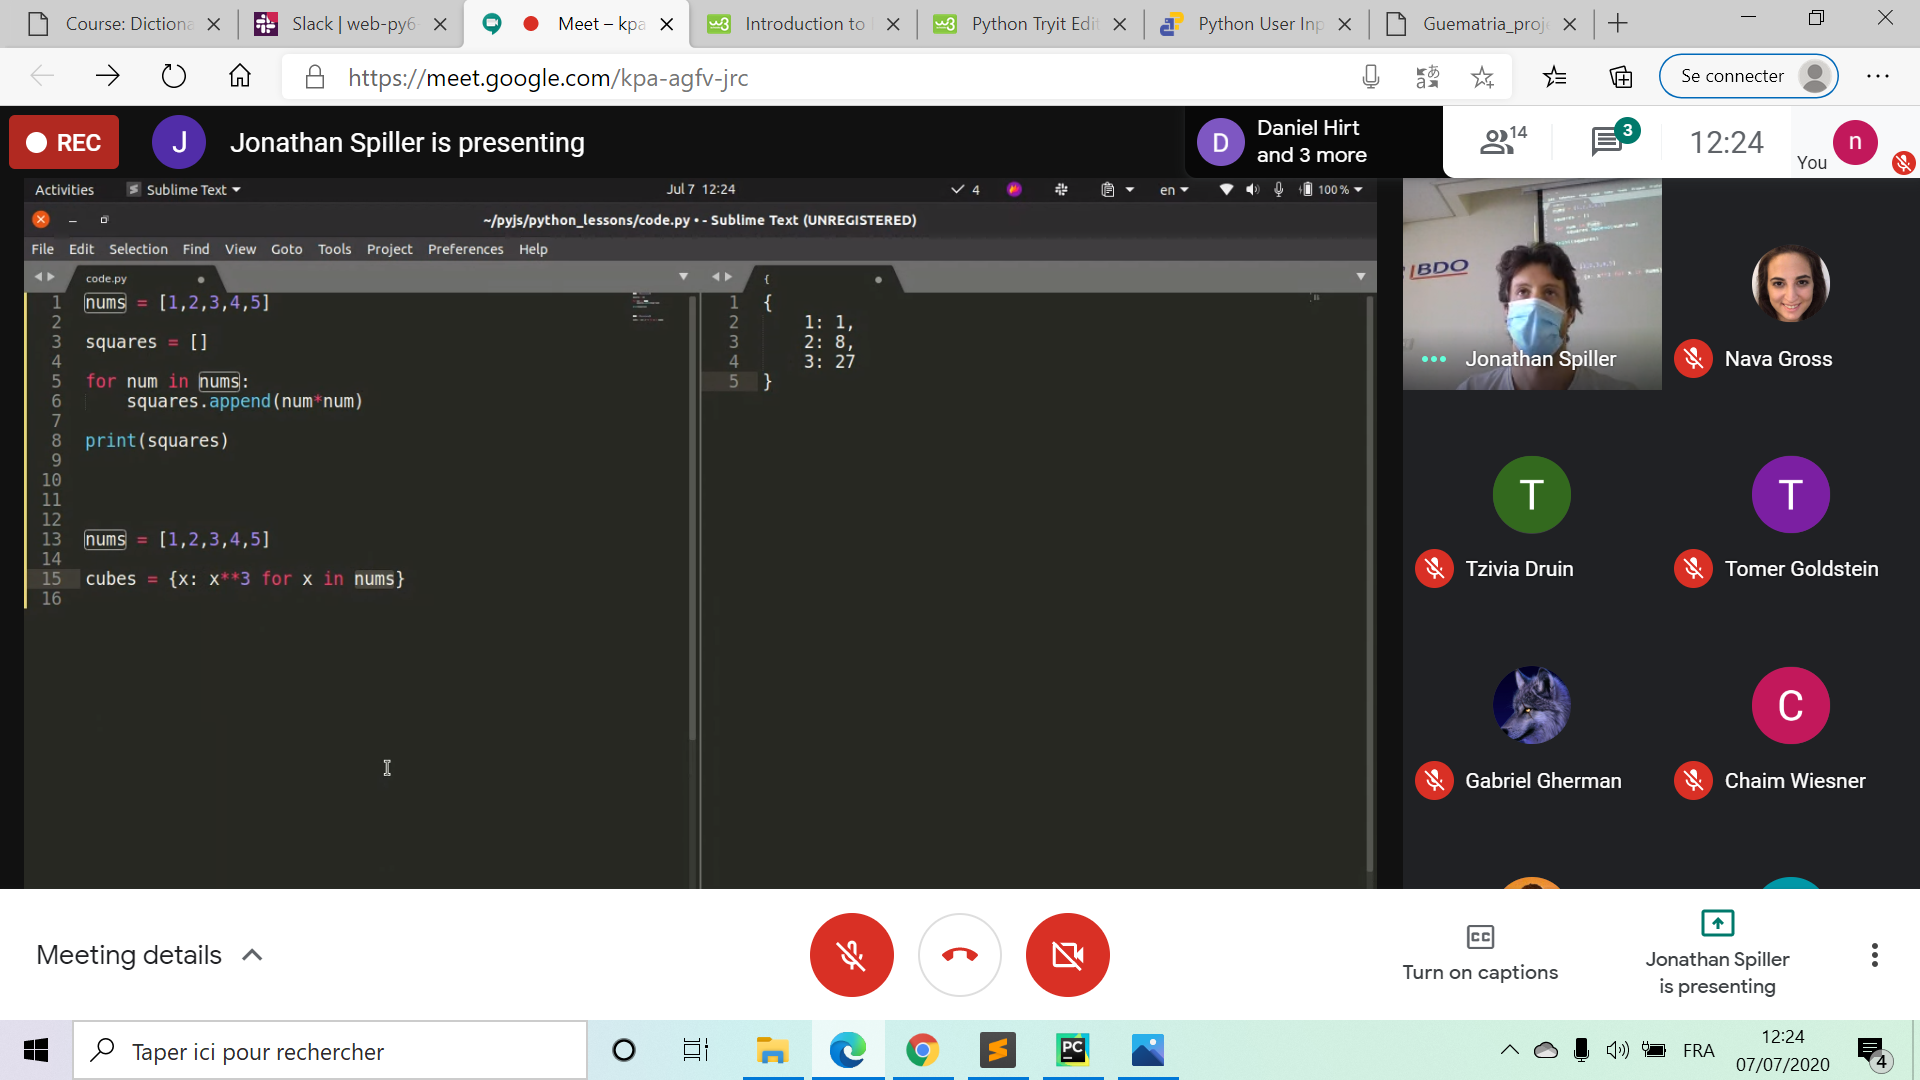 Course: Dictiona
Slack | web-py6-
Meet – kpa
Introduction to
Python Tryit Edit
Python User Inp
Guematria_proj
https://meet.google.com/kpa-agfv-jrc
Se connecter
REC
J
Jonathan Spiller is presenting
D
Daniel Hirt
and 3 more
14
3
12:24
You
n
Activities
Sublime Text
Jul 7 12:24
4
en
100 %
~/pyjs/python_lessons/code.py • - Sublime Text (UNREGISTERED)
File Edit Selection Find View Goto Tools Project Preferences Help
code.py
1 nums = [1,2,3,4,5]
2
3 squares = []
4
5 for num in nums:
6 squares.append(num*num)
7
8 print(squares)
9
10
11
12
13 nums = [1,2,3,4,5]
14
15 cubes = {x: x**3 for x in nums}
16
{
1 {
2 1: 1,
3 2: 8,
4 3: 27
5 }
BDO
Jonathan Spiller
Nava Gross
T
Tzivia Druin
T
Tomer Goldstein
Gabriel Gherman
C
Chaim Wiesner
Meeting details
CC
Turn on captions
Jonathan Spiller
is presenting
Taper ici pour rechercher
PC
FRA
12:24
07/07/2020
4